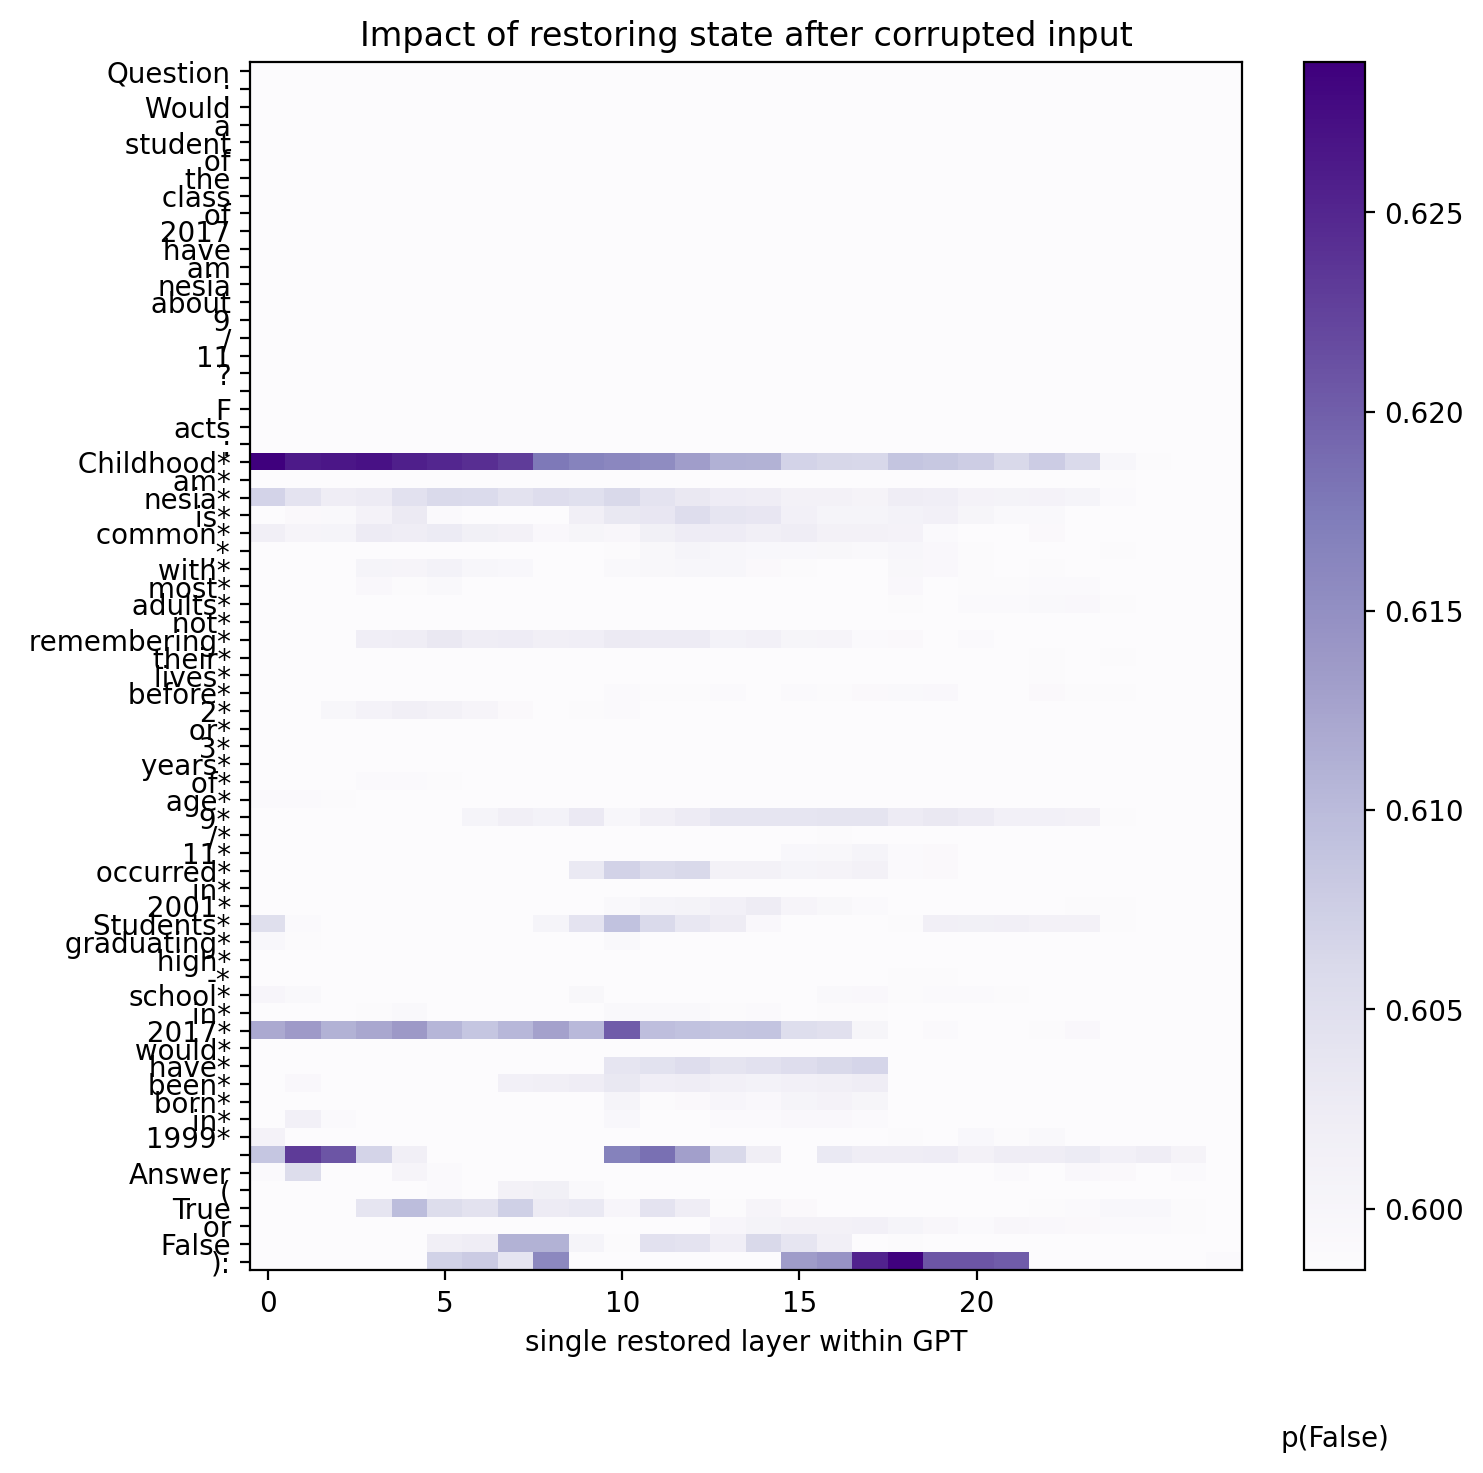 Impact of restoring state after corrupted input
Question
:
Would
a
student
of
the
class
of
2017
have
am
nesia
about
9
/
11
?
F
acts
:
Childhood*
am*
nesia*
is*
common*
,*
with*
most*
adults*
not*
remembering*
their*
lives*
before*
2*
or*
3*
years*
of*
age*
9*
/*
11*
occurred*
in*
2001*
Students*
graduating*
high*
-*
school*
in*
2017*
would*
have*
been*
born*
in*
1999*
Answer
(
True
or
False
):
0
5
10
15
20
single restored layer within GPT
0.625
0.620
0.615
0.610
0.605
0.600
p(False)